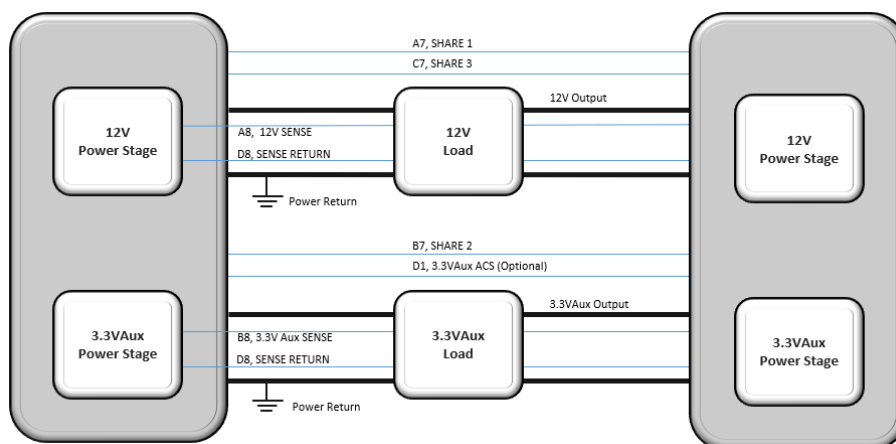 A7, SHARE 1
C7, SHARE 3
12V Output
12V
Power Stage
A8,  12V SENSE
D8, SENSE RETURN
12V
Load
12V
Power Stage
Power Return
B7, SHARE 2
D1, 3.3VAux ACS (Optional)
3.3VAux Output
3.3VAux
Power Stage
B8, 3.3V Aux SENSE
D8, SENSE RETURN
3.3VAux
Load
3.3VAux
Power Stage
Power Return